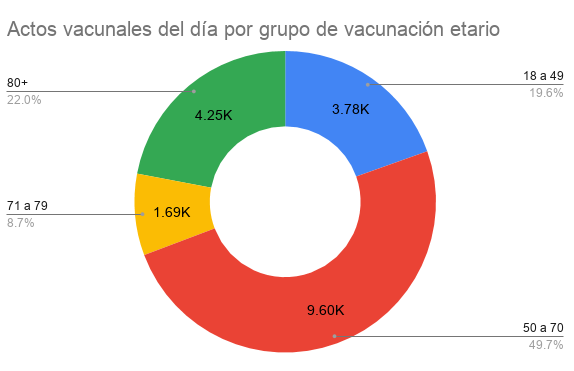 Actos vacunales del día por grupo de vacunación etario
80+
22.0%
18 a 49
19.6%
4.25K
3.78K
71 a 79
8.7%
1.69K
9.60K
50 a 70
49.7%